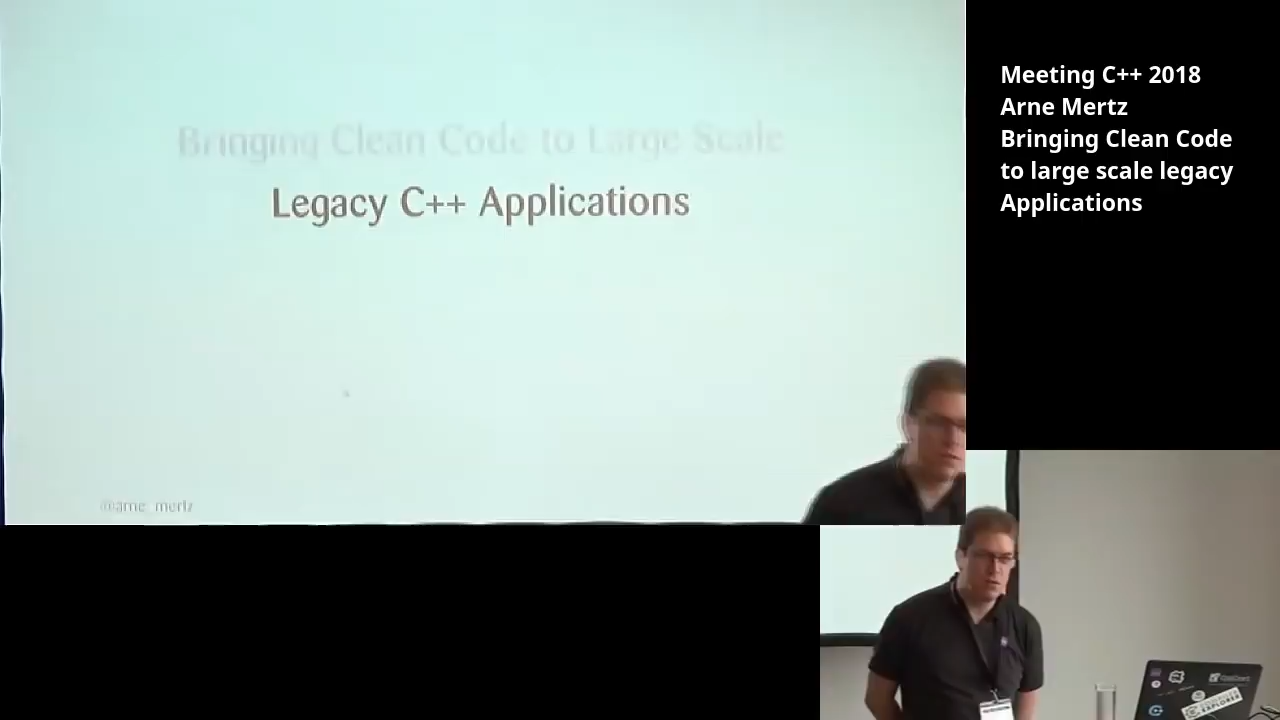 Bringing Clean Code to Large Scale
Legacy C++ Applications
@arne_mertz
Meeting C++ 2018
Arne Mertz
Bringing Clean Code
to large scale legacy
Applications
EXPLORER